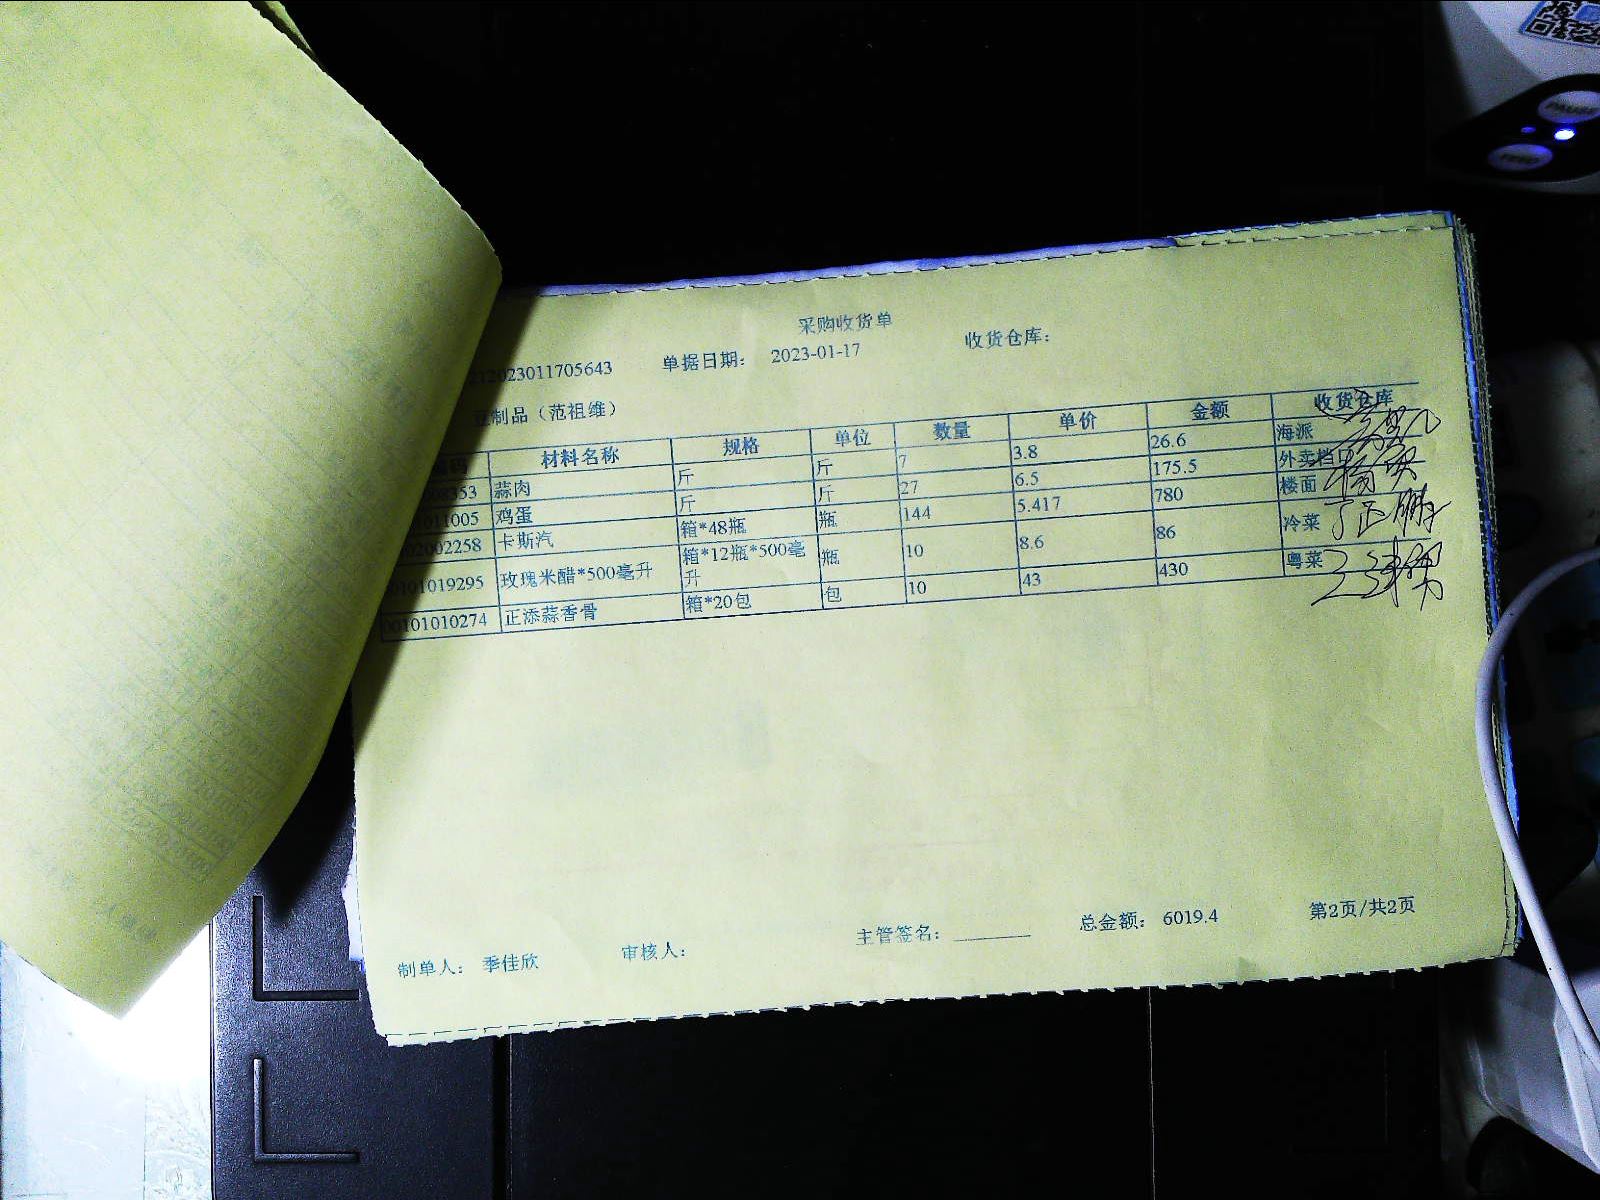 采购收货单
212023011705643 单据日期: 2023-01-17 收货仓库:
豆制品（范祖维）
码 材料名称 规格 单位 数量 单价 金额 收货仓库
353 蒜肉 斤 斤 7 3.8 26.6 海派
011005 鸡蛋 斤 斤 27 6.5 175.5 外卖档口
02002258 卡斯汽 箱*48瓶 瓶 144 5.417 780 楼面
0101019295 玫瑰米醋*500毫升 箱*12瓶*500毫升 瓶 10 8.6 86 冷菜
00101010274 正添蒜香骨 箱*20包 包 10 43 430 粤菜
制单人: 季佳欣 审核人: 主管签名: 总金额: 6019.4 第2页/共2页